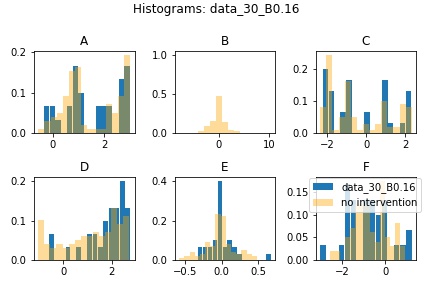 Histograms: data_30_B0.16
A B C
0.2 1.0
0.1 0.5 0.2
0.0 0.0 0.0
0 2 0 10 −2 0 2
D E F
0.2 0.4 data_30_B0.16
0.15 no intervention
0.1 0.2 0.10
0.05
0.0 0.0 0.00
0 2 −0.5 0.0 0.5 −2 0